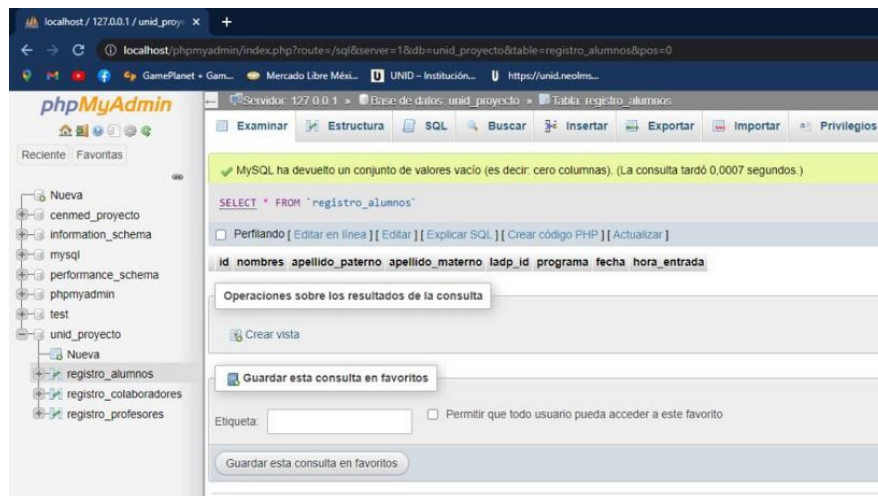 localhost / 127.0.0.1 / unid_proy
localhost/phpmyadmin/index.php?route=/sql&server=1&db=unid_proyecto&table=registro_alumnos&pos=0
GamePlanet - Gam... Mercado Libre Méxi... UNID – Institución... https://unid.neolms...
phpMyAdmin
Reciente Favoritas
Nueva
cenmed_proyecto
information_schema
mysql
performance_schema
phpmyadmin
test
unid_proyecto
Nueva
registro_alumnos
registro_colaboradores
registro_profesores
Servidor: 127.0.0.1 » Base de datos: unid_proyecto » Tabla: registro_alumnos
Examinar Estructura SQL Buscar Insertar Exportar Importar Privilegios
MySQL ha devuelto un conjunto de valores vacío (es decir: cero columnas). (La consulta tardó 0,0007 segundos.)
SELECT * FROM `registro_alumnos`
Perfilando [ Editar en línea ] [ Editar ] [ Explicar SQL ] [ Crear código PHP ] [ Actualizar ]
id nombres apellido_paterno apellido_materno ladp_id programa fecha hora_entrada
Operaciones sobre los resultados de la consulta
Crear vista
Guardar esta consulta en favoritos
Etiqueta: Permitir que todo usuario pueda acceder a este favorito
Guardar esta consulta en favoritos